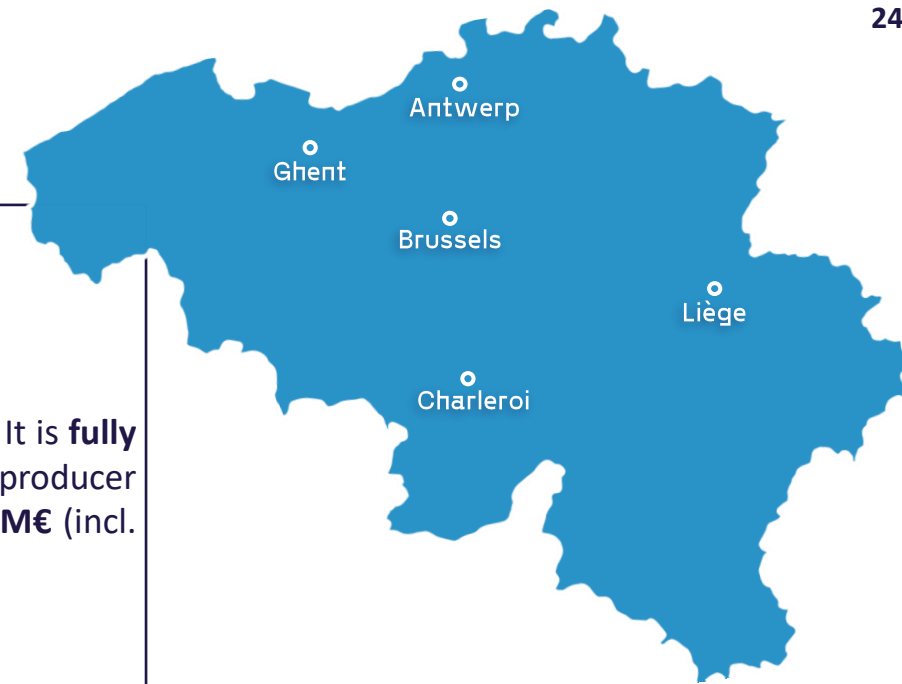 24
Antwerp
Ghent
Brussels
Liège
Charleroi
It is fully
producer
M€ (incl.